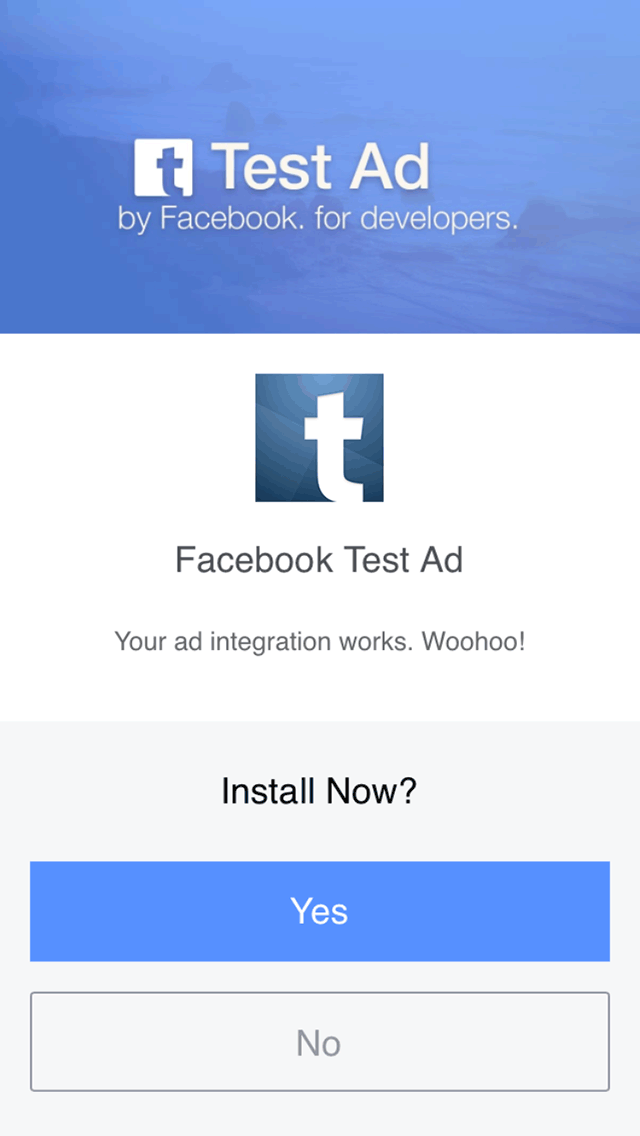 t Test Ad
by Facebook. for developers.
t
Facebook Test Ad
Your ad integration works. Woohoo!
Install Now?
Yes
No